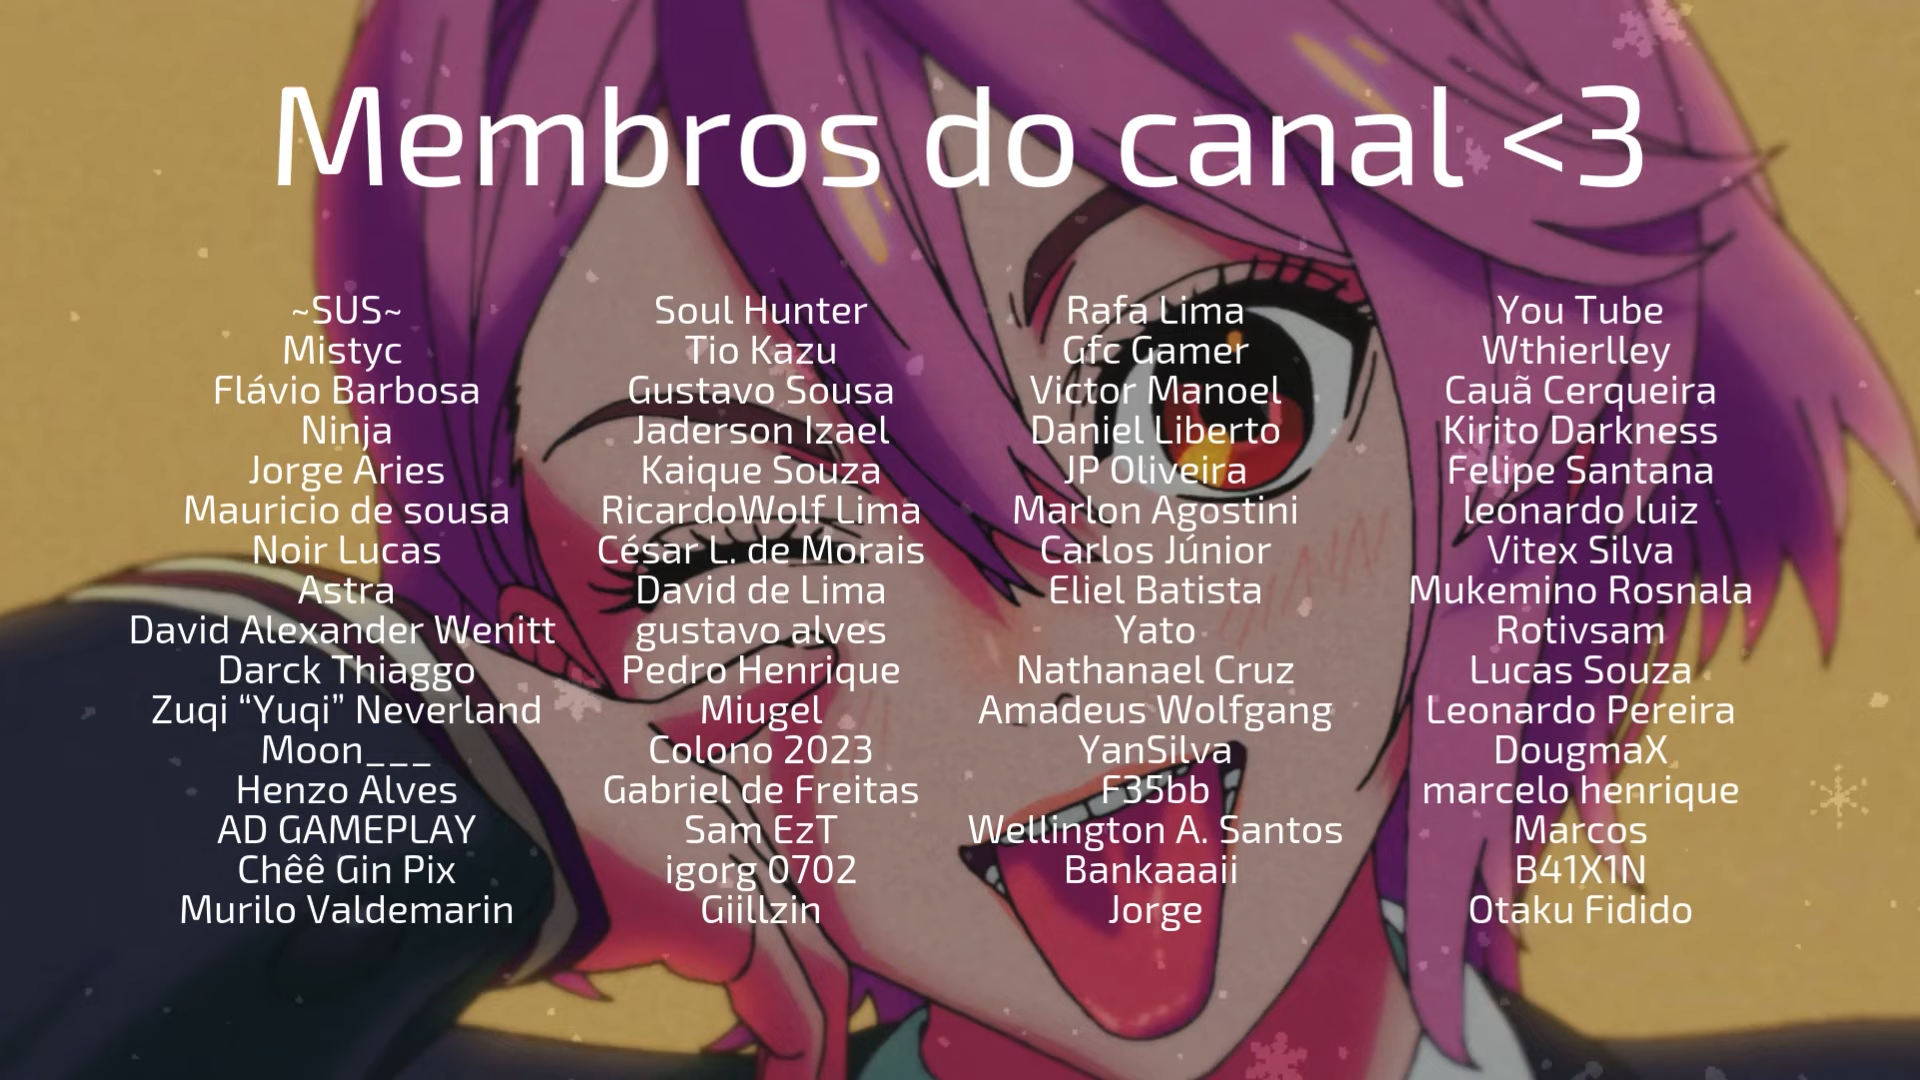 Membros do canal <3
~SUS~
Mistyc
Flávio Barbosa
Ninja
Jorge Áries
Mauricio de sousa
Noir Lucas
Astra
David Alexander Wenitt
Darck Thiaggo
Zuqi “Yuqi” Neverland
Moon___
Henzo Alves
AD GAMEPLAY
Chêê Gin Pix
Murilo Valdemarin
Soul Hunter
Tio Kazu
Gustavo Sousa
Jaderson Izael
Kaique Souza
RicardoWolf Lima
César L. de Morais
David de Lima
gustavo alves
Pedro Henrique
Miugel
Colono 2023
Gabriel de Freitas
Sam EzT
igorg 0702
Giillzin
Rafa Lima
Gfc Gamer
Victor Manoel
Daniel Liberto
JP Oliveira
Marlon Agostini
Carlos Júnior
Eliel Batista
Yato
Nathanael Cruz
Amadeus Wolfgang
YanSilva
F35bb
Wellington A. Santos
Bankaaaii
Jorge
You Tube
Wthierlley
Cauã Cerqueira
Kirito Darkness
Felipe Santana
leonardo luiz
Vitex Silva
Mukemino Rosnala
Rotivsam
Lucas Souza
Leonardo Pereira
DougmaX
marcelo henrique
Marcos
B41X1N
Otaku Fidido